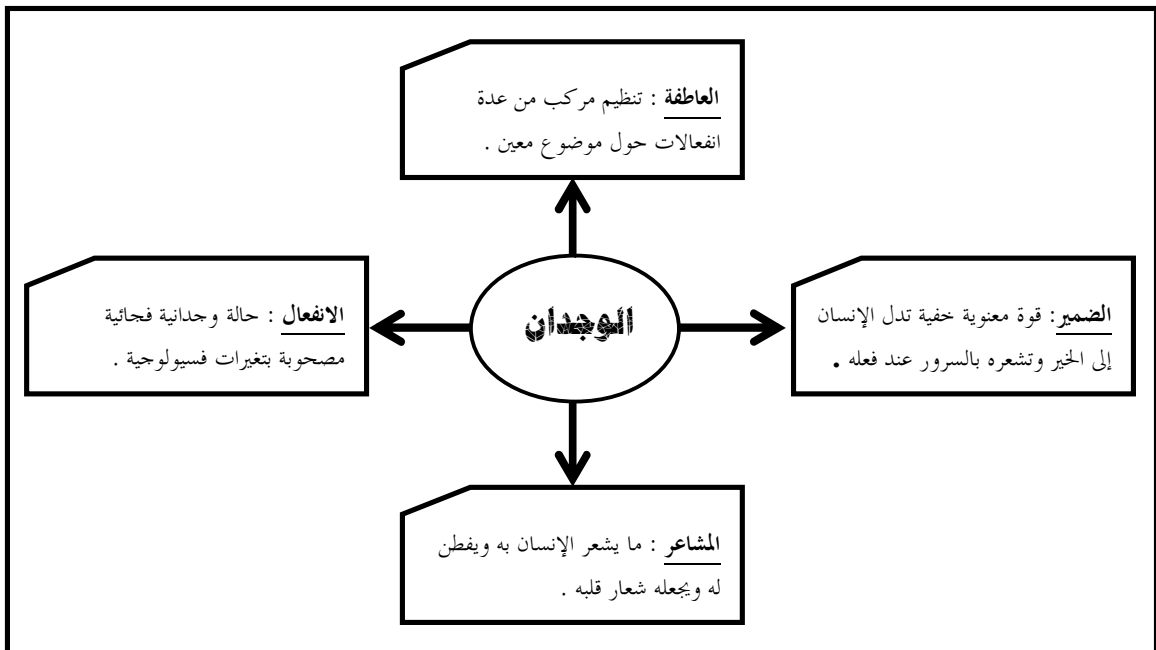 العاطفة : تنظيم مركب من عدة
انفعالات حول موضوع معين .
الضمير: قوة معنوية خفية تدل الإنسان
إلى الخير وتشعره بالسرور عند فعله .
الوجدان
الانفعال : حالة وجدانية فجائية
مصحوبة بتغيرات فسيولوجية .
المشاعر : ما يشعر الإنسان به ويفطن
له ويجعله شعار قلبه .